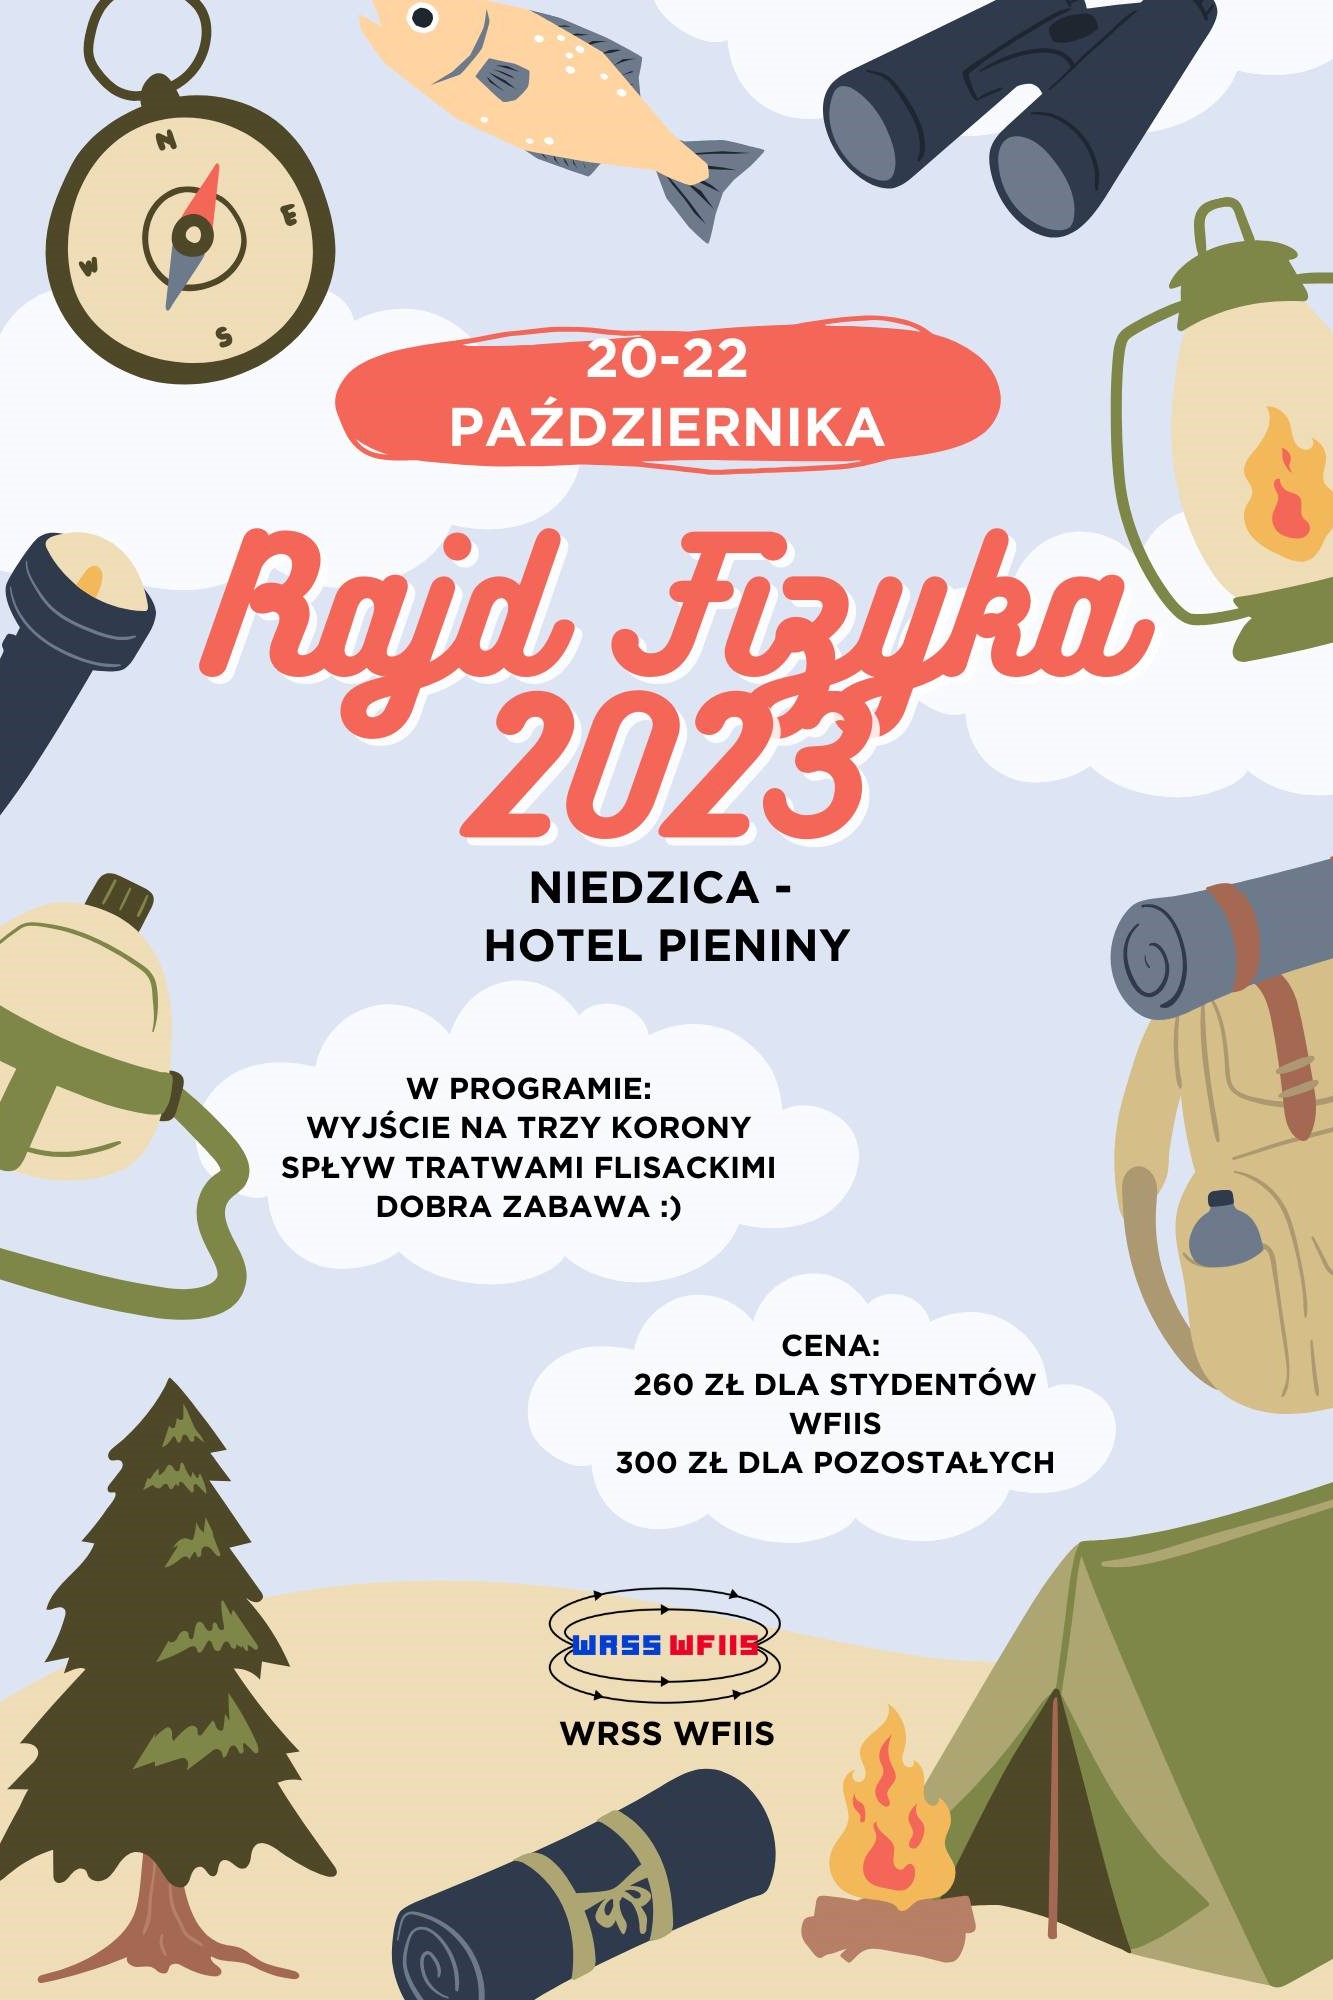 N
E
W
S
20-22
PAŹDZIERNIKA
Rajd Fizyka
2023
NIEDZICA -
HOTEL PIENINY
W PROGRAMIE:
WYJŚCIE NA TRZY KORONY
SPŁYW TRATWAMI FLISACKIMI
DOBRA ZABAWA :)
CENA:
260 ZŁ DLA STYDENTÓW
WFIIS
300 ZŁ DLA POZOSTAŁYCH
WRSS WFIIS
WRSS WFIIS